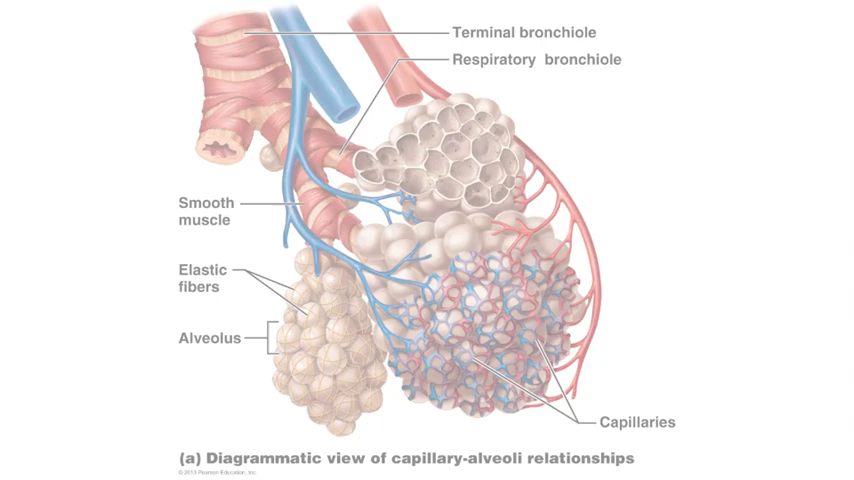 Terminal bronchiole
Respiratory bronchiole
Smooth
muscle
Elastic
fibers
Alveolus
Capillaries
(a) Diagrammatic view of capillary-alveoli relationships
© 2013 Pearson Education, Inc.